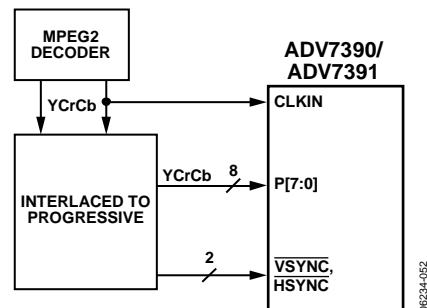 MPEG2
DECODER
ADV7390/
ADV7391
YCrCb
CLKIN
YCrCb
8
P[7:0]
INTERLACED TO
PROGRESSIVE
2
VSYNC,
HSYNC
06234-052